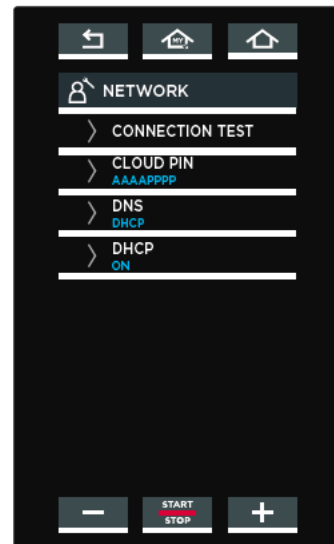 MY
NETWORK
CONNECTION TEST
CLOUD PIN
AAAAPPPP
DNS
DHCP
DHCP
ON
START
STOP